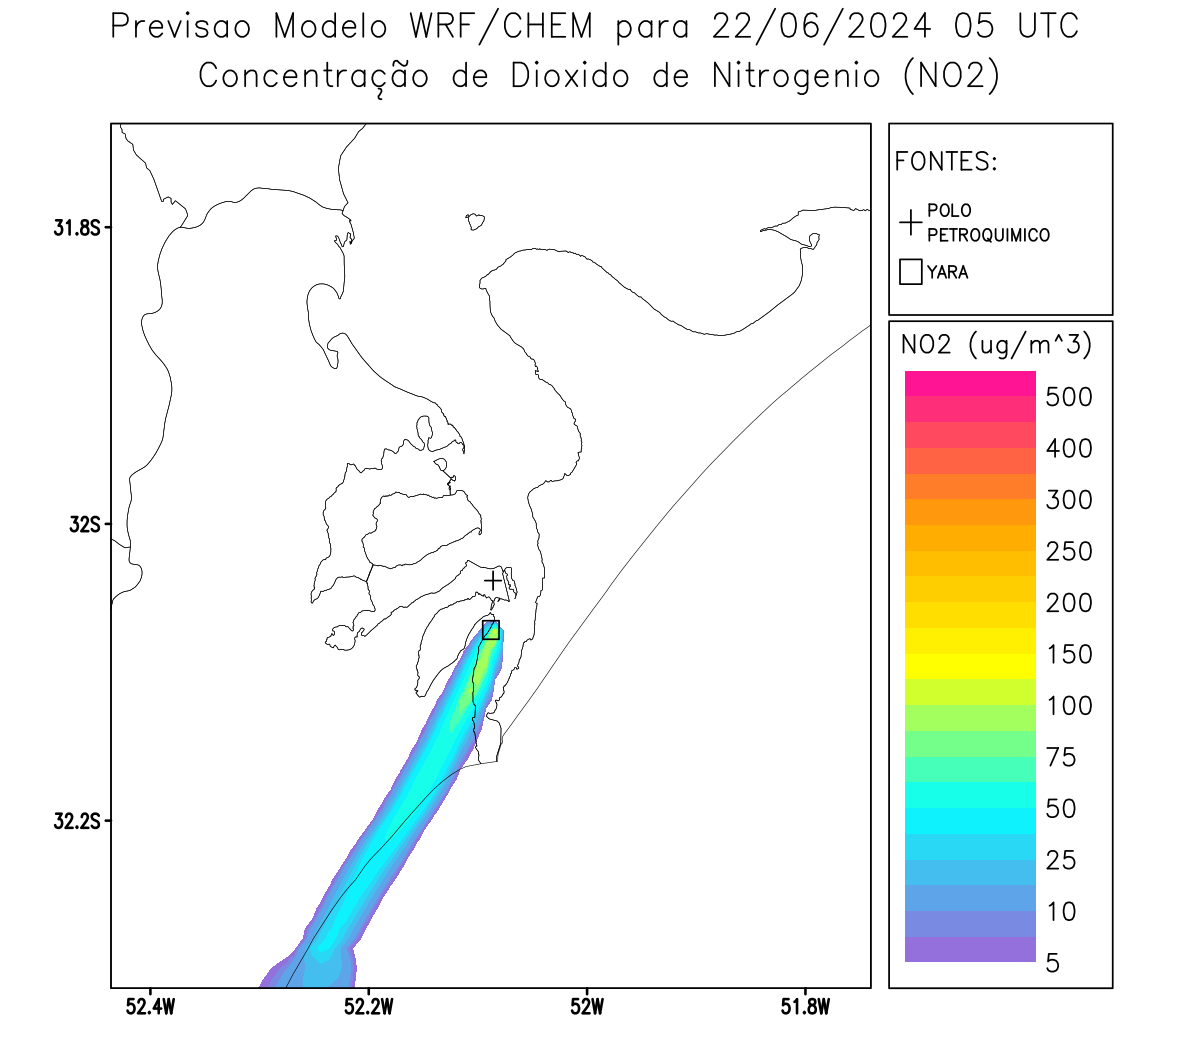 Previsao Modelo WRF/CHEM para 22/06/2024 05 UTC
Concentração de Dioxido de Nitrogenio (NO2)
FONTES:
POLO
PETROQUIMICO
YARA
NO2 (ug/m^3)
500
400
300
250
200
150
100
75
50
25
10
5
31.8S
32S
32.2S
52.4W
52.2W
52W
51.8W